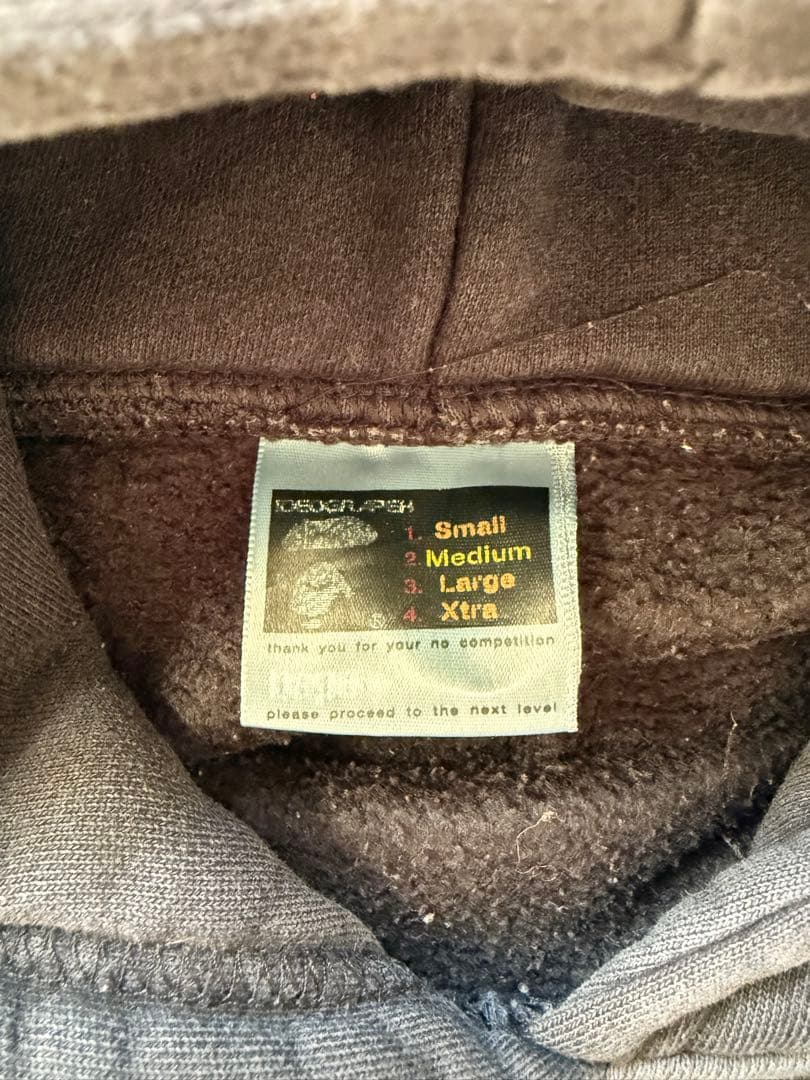 IDEOGRAPEH
1. Small
2. Medium
3. Large
4. Xtra
®
thank you for your no competition
please proceed to the next level